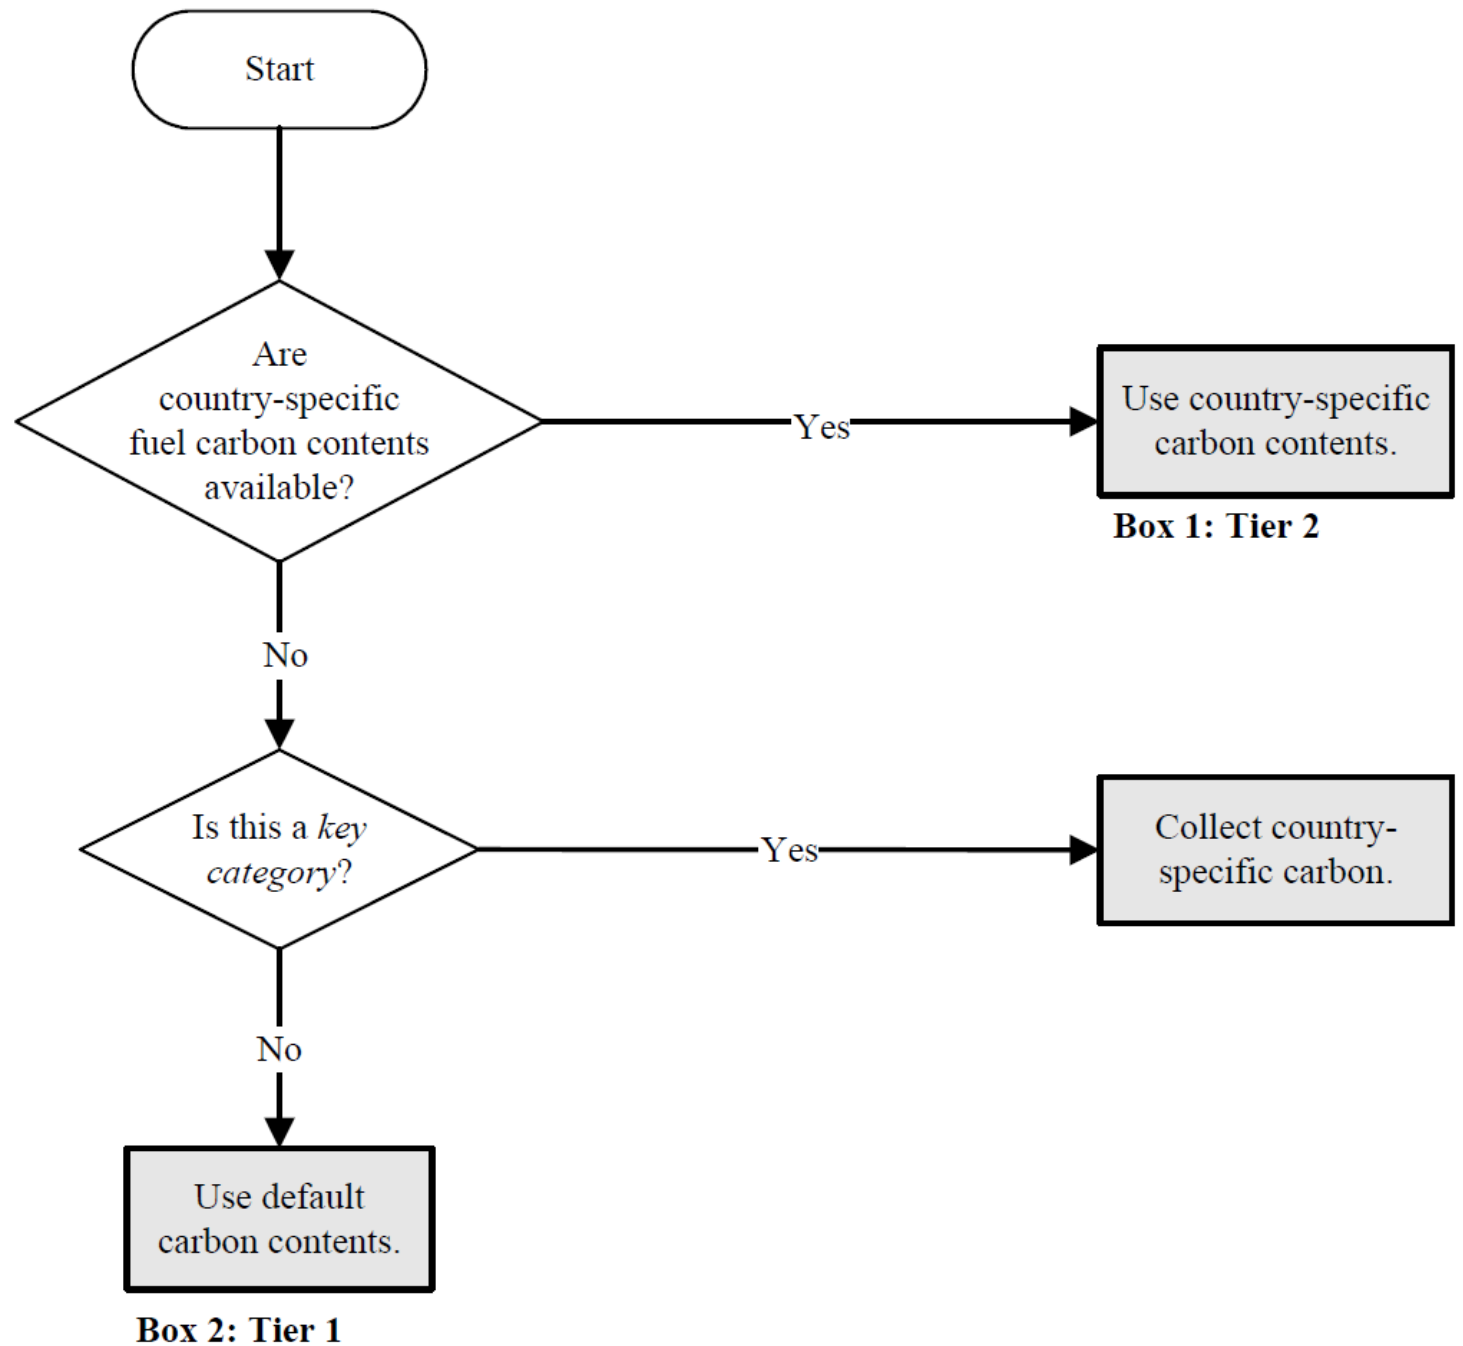 Start
Are
country-specific
fuel carbon contents
available?
Yes
Use country-specific
carbon contents.
Box 1: Tier 2
No
Is this a key
category?
Yes
Collect country-
specific carbon.
No
Use default
carbon contents.
Box 2: Tier 1